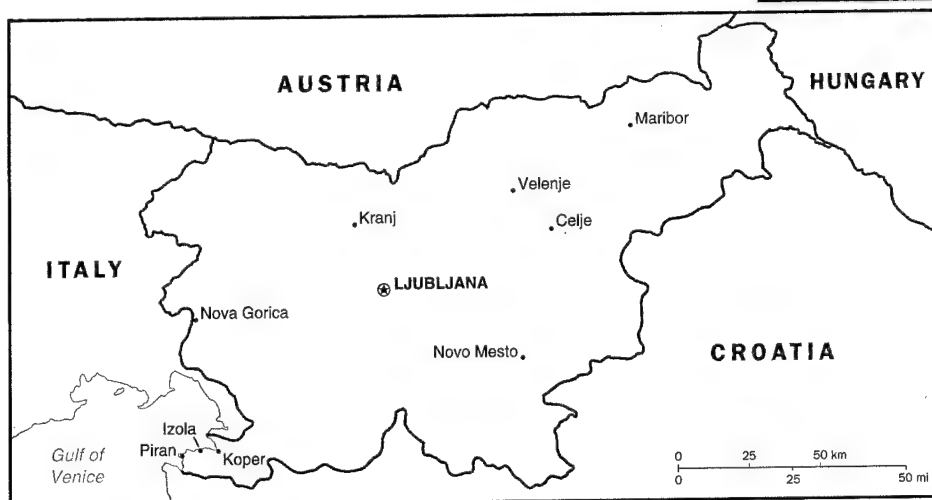 AUSTRIA
HUNGARY
Maribor
Velenje
Kranj
Celje
ITALY
LJUBLJANA
Nova Gorica
Novo Mesto
CROATIA
Izola
Piran
Koper
Gulf of
Venice
0 25 50 km
0 25 50 mi